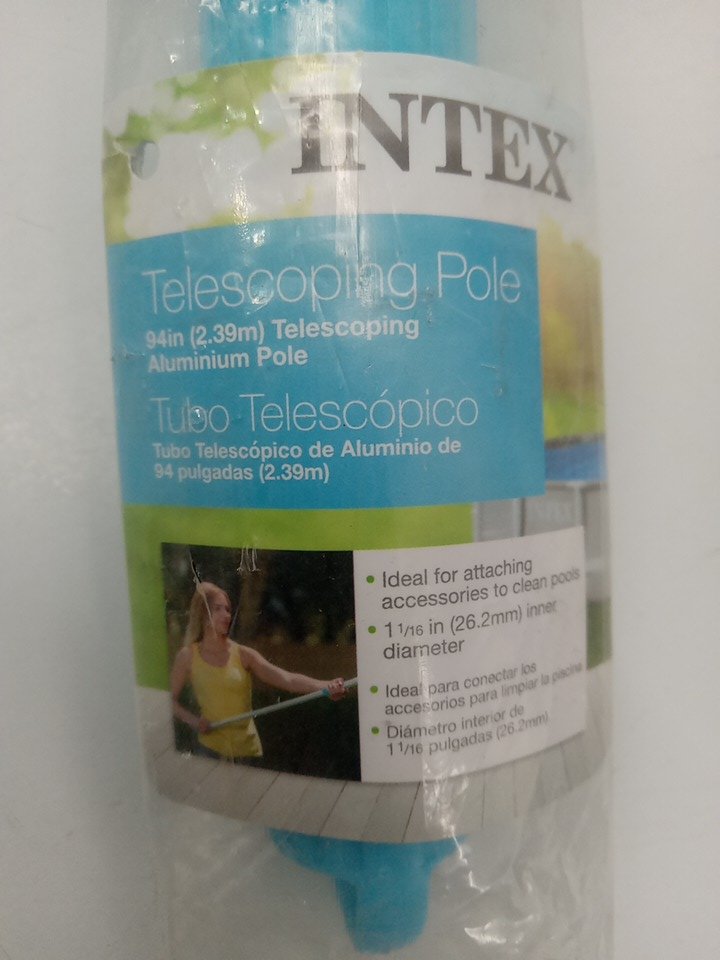 INTEX
Telescoping Pole
94in (2.39m) Telescoping
Aluminium Pole
Tubo Telescópico
Tubo Telescópico de Aluminio de
94 pulgadas (2.39m)
• Ideal for attaching
accessories to clean pools
• 1 1/16 in (26.2mm) inner
diameter
• Ideal para conectar los
accesorios para limpiar la piscina
• Diámetro interior de
1 1/16 pulgadas (26.2mm)